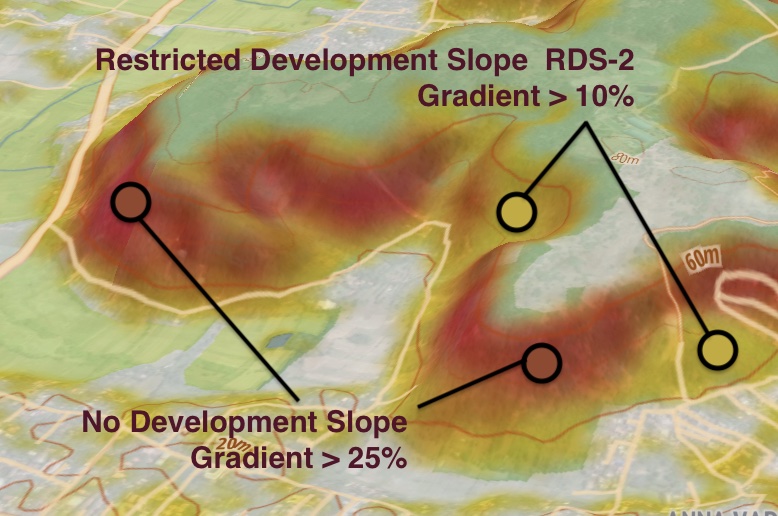 Restricted Development Slope RDS-2
Gradient > 10%
80m
60m
No Development Slope
20m
Gradient > 25%